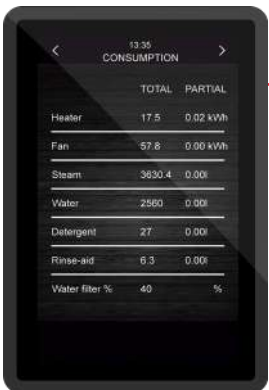 < 13:35 >
CONSUMPTION
TOTAL PARTIAL
Heater 17.5 0.02 kWh
Fan 57.8 0.00 kWh
Steam 3630.4 0.00l
Water 2560 0.00l
Detergent 27 0.00l
Rinse-aid 6.3 0.00l
Water filter % 40 %